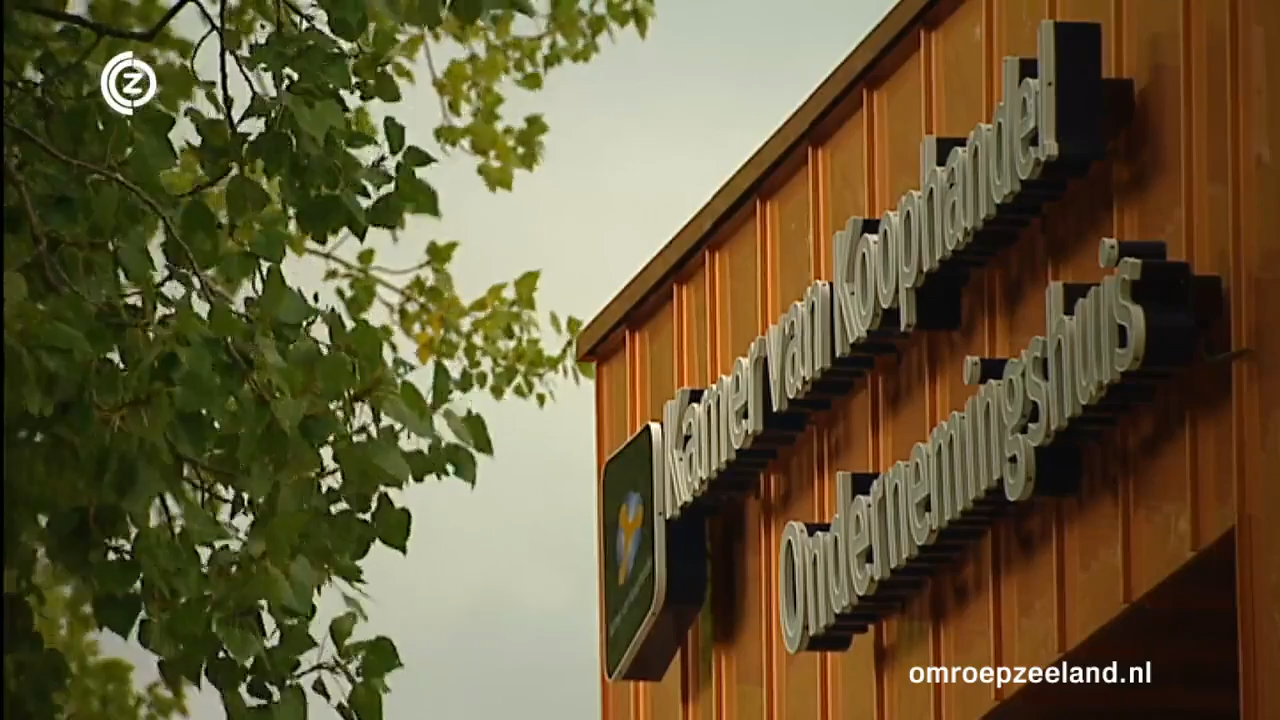 Z
Kamer van Koophandel
Ondernemingshuis
omroepzeeland.nl